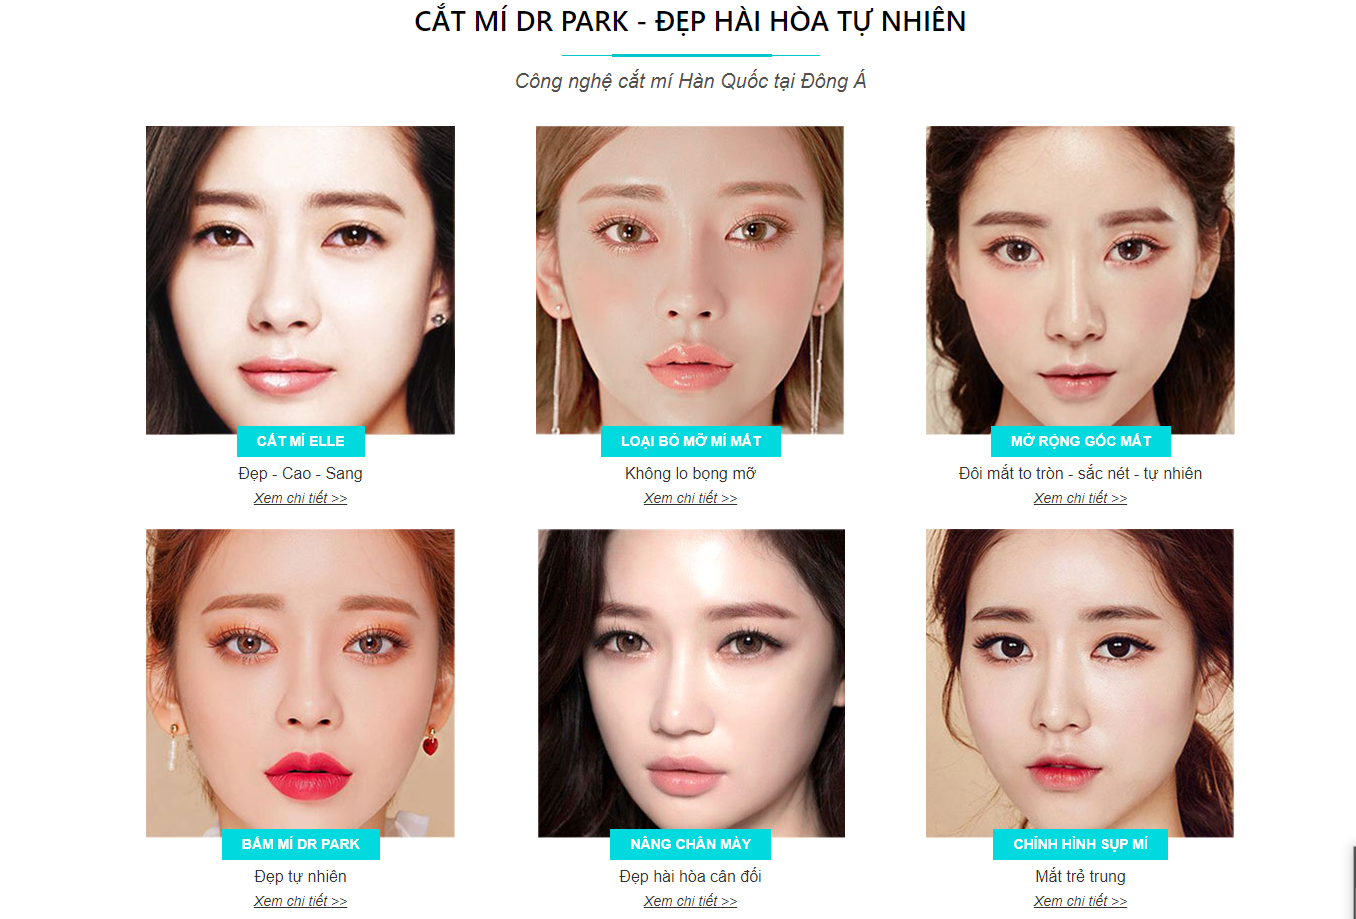 CẮT MÍ DR PARK - ĐẸP HÀI HÒA TỰ NHIÊN
Công nghệ cắt mí Hàn Quốc tại Đông Á
CẮT MÍ ELLE
Đẹp - Cao - Sang
Xem chi tiết >>
LOẠI BỎ MỠ MÍ MẮT
Không lo bọng mỡ
Xem chi tiết >>
MỞ RỘNG GÓC MẮT
Đôi mắt to tròn - sắc nét - tự nhiên
Xem chi tiết >>
BẤM MÍ DR PARK
Đẹp tự nhiên
Xem chi tiết >>
NÂNG CHÂN MÀY
Đẹp hài hòa cân đối
Xem chi tiết >>
CHỈNH HÌNH SỤP MÍ
Mắt trẻ trung
Xem chi tiết >>